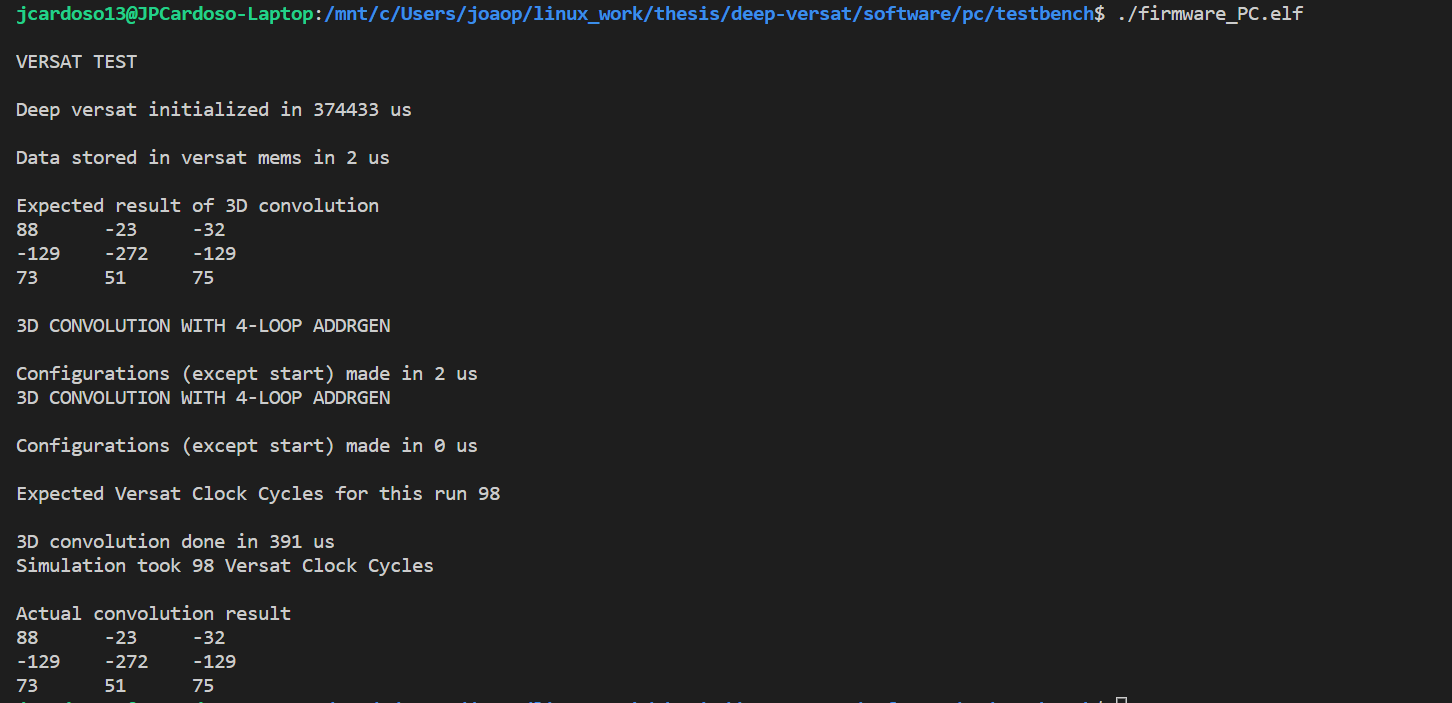 jcardoso13@JPCardoso-Laptop:/mnt/c/Users/joaop/linux_work/thesis/deep-versat/software/pc/testbench$ ./firmware_PC.elf
VERSAT TEST
Deep versat initialized in 374433 us
Data stored in versat mems in 2 us
Expected result of 3D convolution
88 -23 -32
-129 -272 -129
73 51 75
3D CONVOLUTION WITH 4-LOOP ADDRGEN
Configurations (except start) made in 2 us
3D CONVOLUTION WITH 4-LOOP ADDRGEN
Configurations (except start) made in 0 us
Expected Versat Clock Cycles for this run 98
3D convolution done in 391 us
Simulation took 98 Versat Clock Cycles
Actual convolution result
88 -23 -32
-129 -272 -129
73 51 75